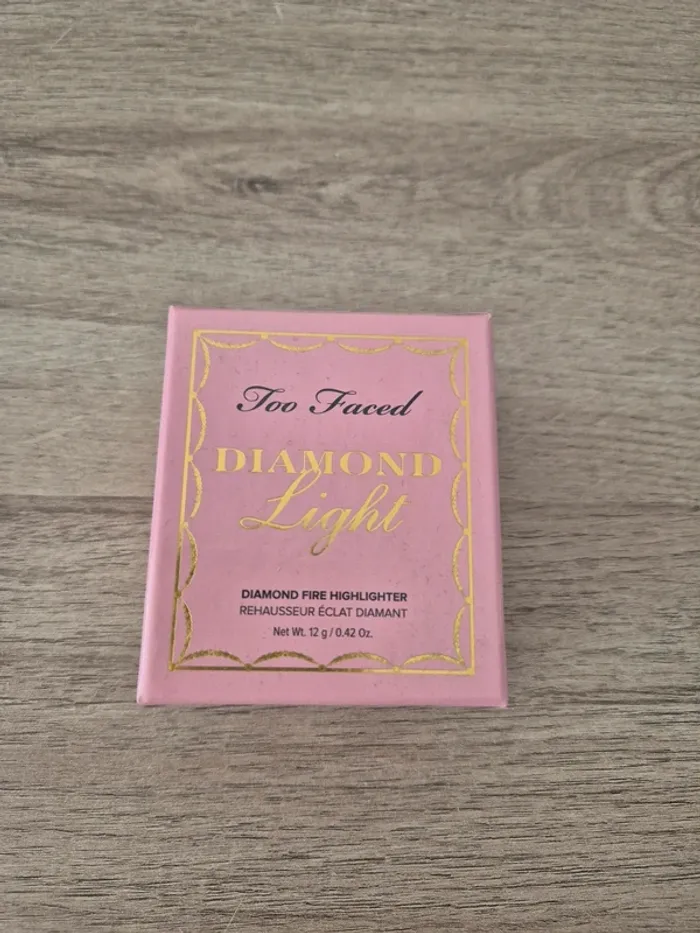 Too Faced
DIAMOND
Light
DIAMOND FIRE HIGHLIGHTER
REHAUSSEUR ÉCLAT DIAMANT
Net Wt. 12 g / 0.42 Oz.